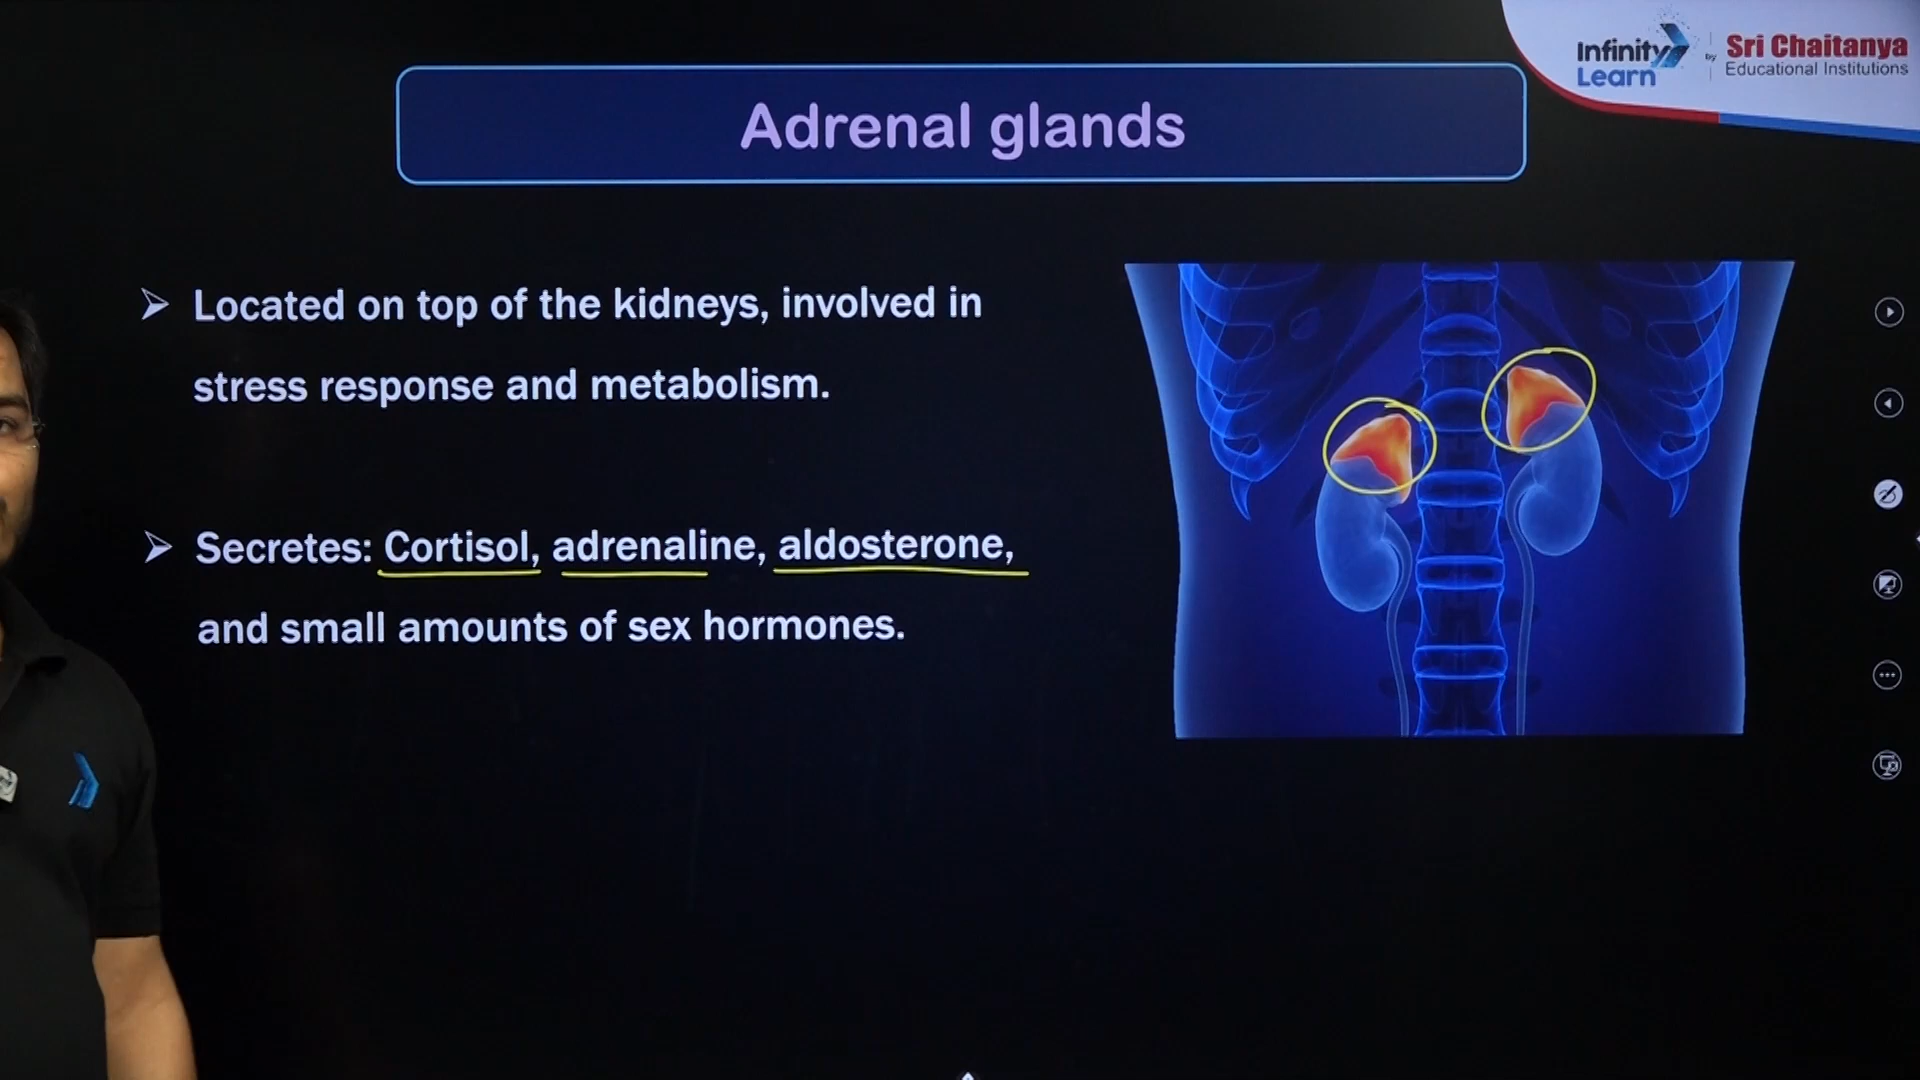 Infinity
Learn
by
Sri Chaitanya
Educational Institutions
Adrenal glands
Located on top of the kidneys, involved in
stress response and metabolism.
Secretes: Cortisol, adrenaline, aldosterone,
and small amounts of sex hormones.